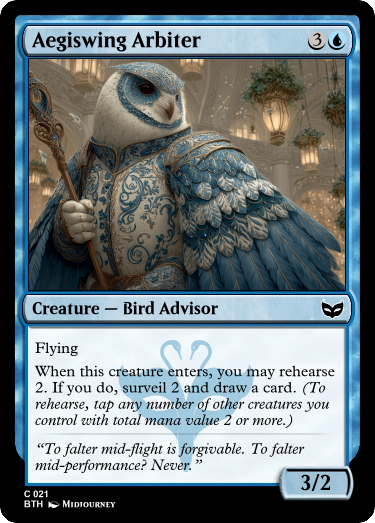 Aegiswing Arbiter 3
Creature — Bird Advisor
Flying
When this creature enters, you may rehearse
2. If you do, surveil 2 and draw a card. (To
rehearse, tap any number of other creatures you
control with total mana value 2 or more.)
“To falter mid-flight is forgivable. To falter
mid-performance? Never.”
3/2
C 021
BTH Midjourney